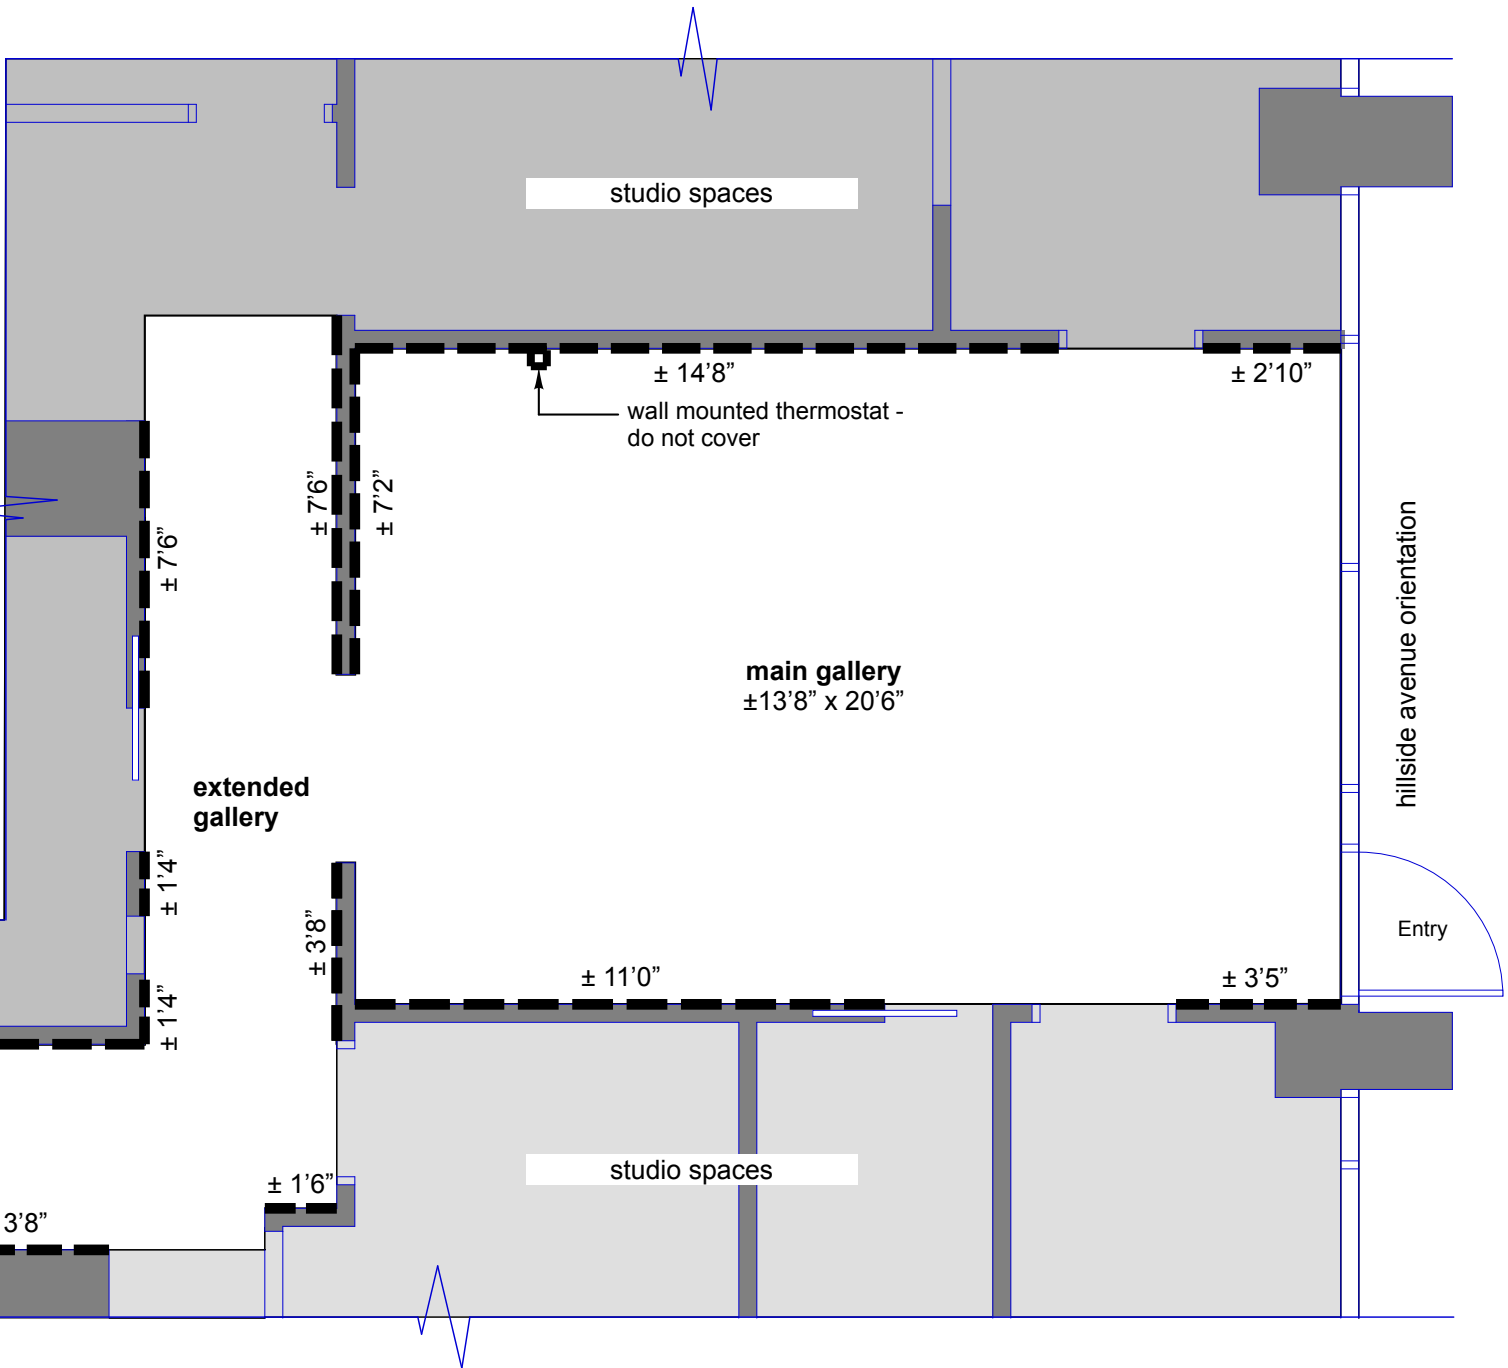 studio spaces
± 14’8”
± 2’10”
wall mounted thermostat -
do not cover
± 7’6”
± 7’2”
± 7’6”
hillside avenue orientation
main gallery
±13’8” x 20’6”
extended
gallery
± 1’4”
± 3’8”
Entry
± 11’0”
± 3’5”
± 1’4”
studio spaces
± 1’6”
3’8”